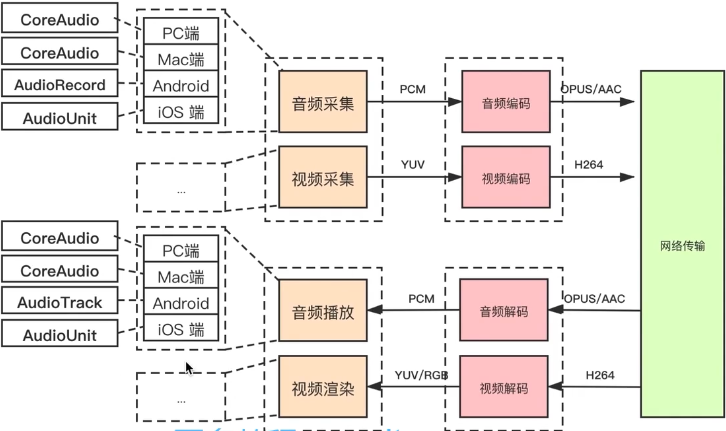 CoreAudio
CoreAudio
AudioRecord
AudioUnit
PC端
Mac端
Android
iOS 端
...
音频采集
视频采集
PCM
YUV
音频编码
视频编码
OPUS/AAC
H264
网络传输
CoreAudio
CoreAudio
AudioTrack
AudioUnit
PC端
Mac端
Android
iOS 端
...
音频播放
视频渲染
PCM
YUV/RGB
音频解码
视频解码
OPUS/AAC
H264